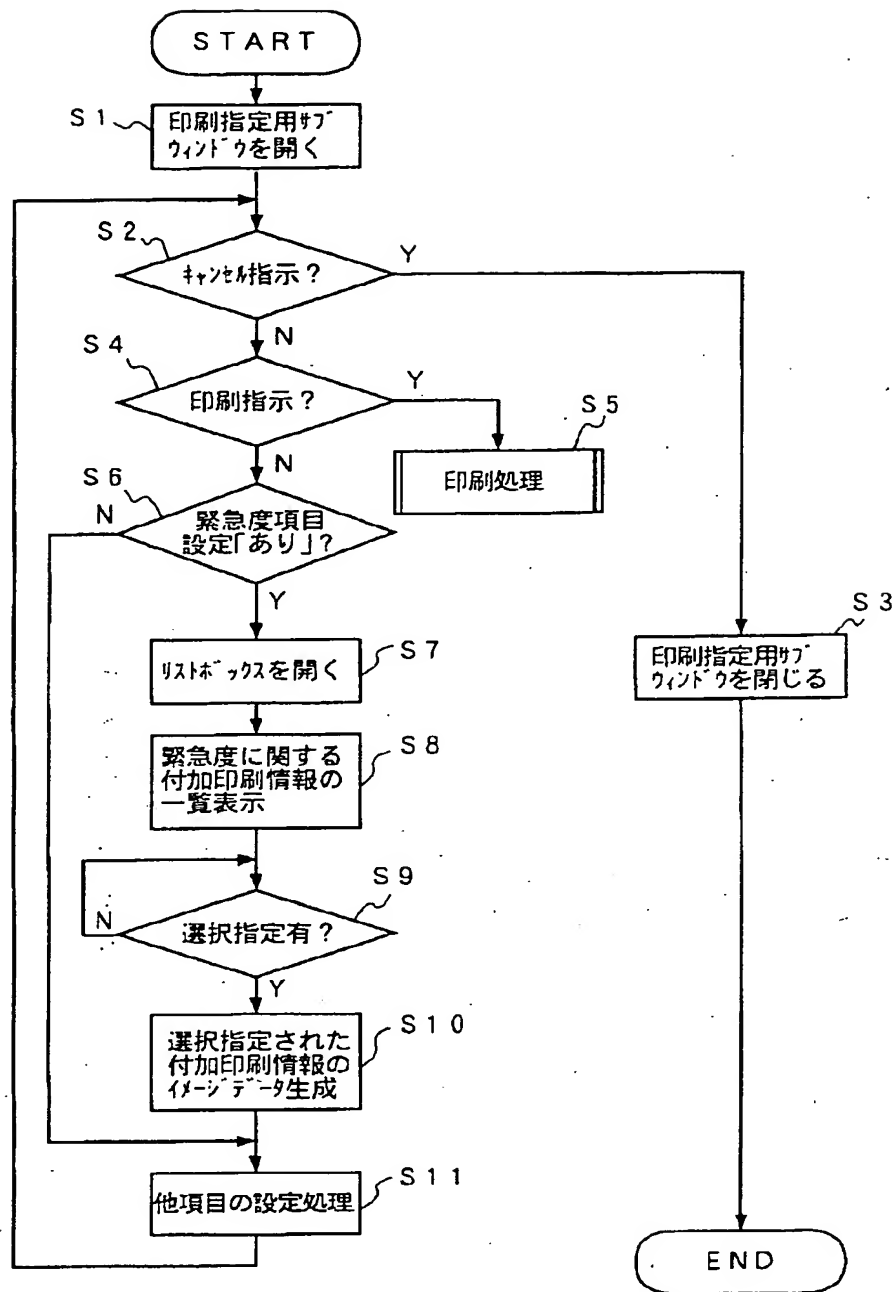 START
S1
印刷指定用ｻﾌﾞ
ｳｨﾝﾄﾞｳを開く
S2
ｷｬﾝｾﾙ指示?
Y
N
S4
印刷指示?
Y
S5
印刷処理
N
S6
緊急度項目
設定「あり」?
N
Y
S3
印刷指定用ｻﾌﾞ
ｳｨﾝﾄﾞｳを閉じる
S7
ﾘｽﾄﾎﾞｯｸｽを開く
S8
緊急度に関する
付加印刷情報の
一覧表示
S9
選択指定有?
N
Y
S10
選択指定された
付加印刷情報の
ｲﾒｰｼﾞﾃﾞｰﾀ生成
S11
他項目の設定処理
END